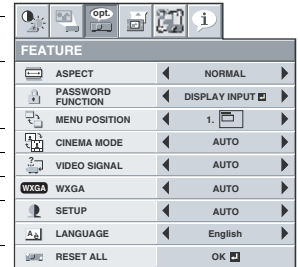 opt.
i
FEATURE
ASPECT NORMAL
PASSWORD FUNCTION DISPLAY INPUT
MENU POSITION 1.
CINEMA MODE AUTO
VIDEO SIGNAL AUTO
WXGA WXGA AUTO
SETUP AUTO
LANGUAGE English
RESET ALL OK